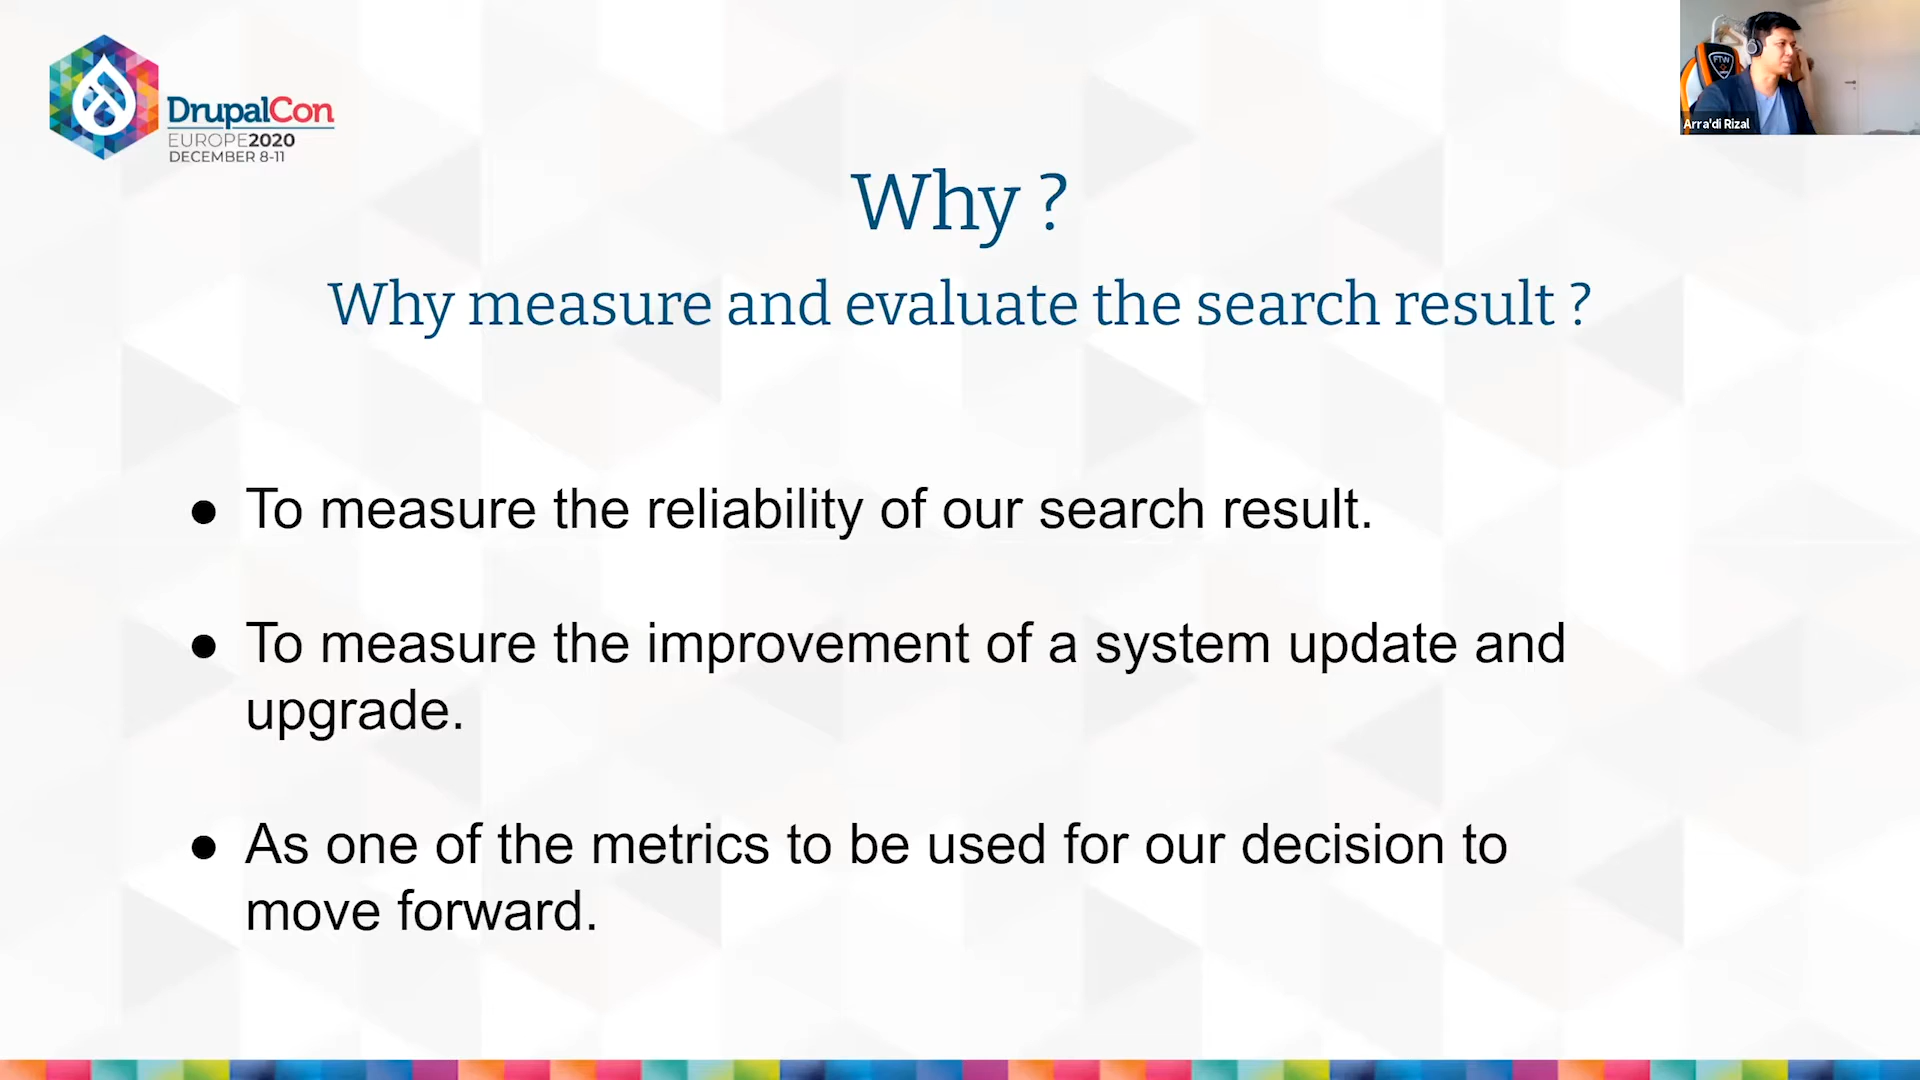 DrupalCon
EUROPE2020
DECEMBER 8-11
FTW
Arra'di Rizal
Why ?
Why measure and evaluate the search result ?
● To measure the reliability of our search result.
● To measure the improvement of a system update and
upgrade.
● As one of the metrics to be used for our decision to
move forward.